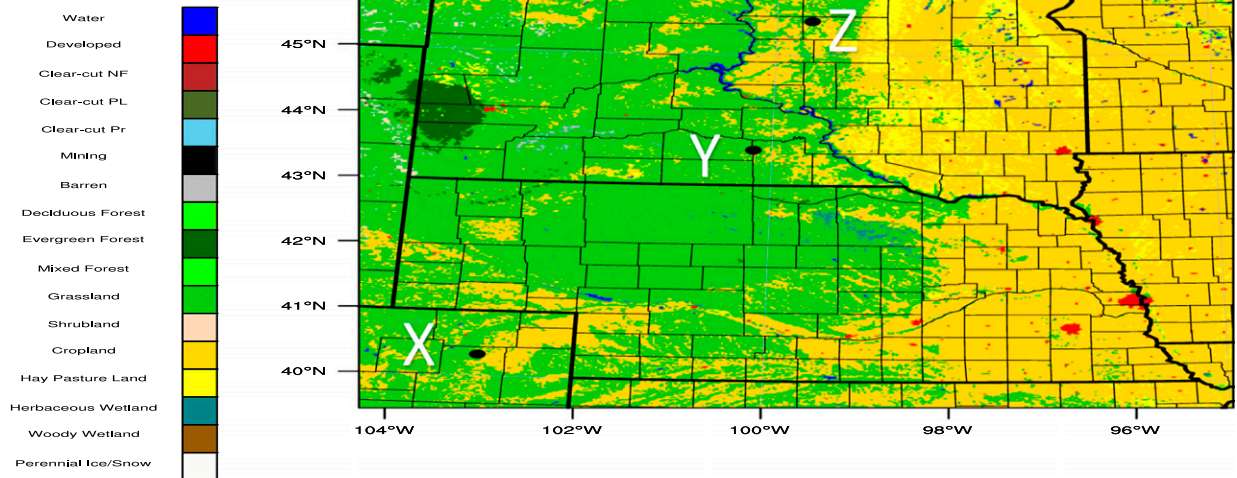 Water
Developed
Clear-cut NF
Clear-cut PL
Clear-cut Pr
Mining
Barren
Deciduous Forest
Evergreen Forest
Mixed Forest
Grassland
Shrubland
Cropland
Hay Pasture Land
Herbaceous Wetland
Woody Wetland
Perennial Ice/Snow
45°N
44°N
43°N
42°N
41°N
40°N
Z
Y
X
104°W 102°W 100°W 98°W 96°W